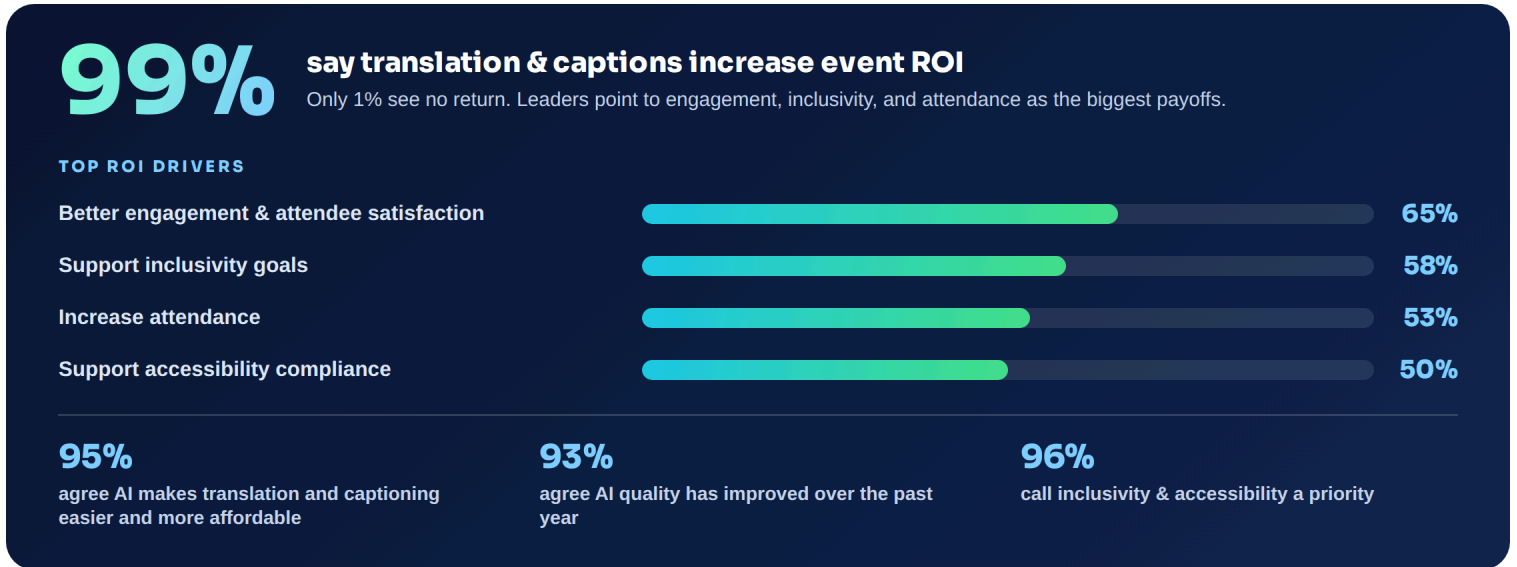 99%
say translation & captions increase event ROI
Only 1% see no return. Leaders point to engagement, inclusivity, and attendance as the biggest payoffs.
TOP ROI DRIVERS
Better engagement & attendee satisfaction 65%
Support inclusivity goals 58%
Increase attendance 53%
Support accessibility compliance 50%
95%
agree AI makes translation and captioning
easier and more affordable
93%
agree AI quality has improved over the past
year
96%
call inclusivity & accessibility a priority